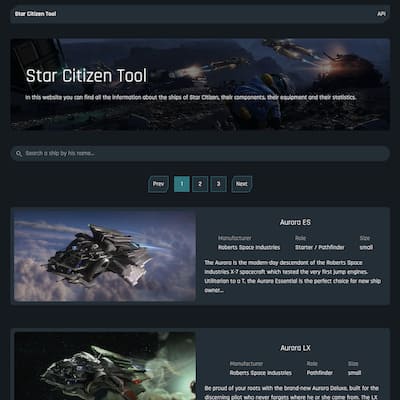 Star Citizen Tool
API
Star Citizen Tool
In this website you can find all the information about the ships of Star Citizen, their components, their equipment and their statistics.
Search a ship by his name...
Prev 1 2 3 Next
Aurora ES
Manufacturer Role Size
Roberts Space Industries Starter / Pathfinder small
The Aurora is the modern-day descendant of the Roberts Space
Industries X-7 spacecraft which tested the very first jump engines.
Utilitarian to a T, the Aurora Essential is the perfect choice for new ship
owner...
Aurora LX
Manufacturer Role Size
Roberts Space Industries Pathfinder small
Be proud of your roots with the brand-new Aurora Deluxe, built for the
discerning pilot who never forgets where he or she came from. The LX